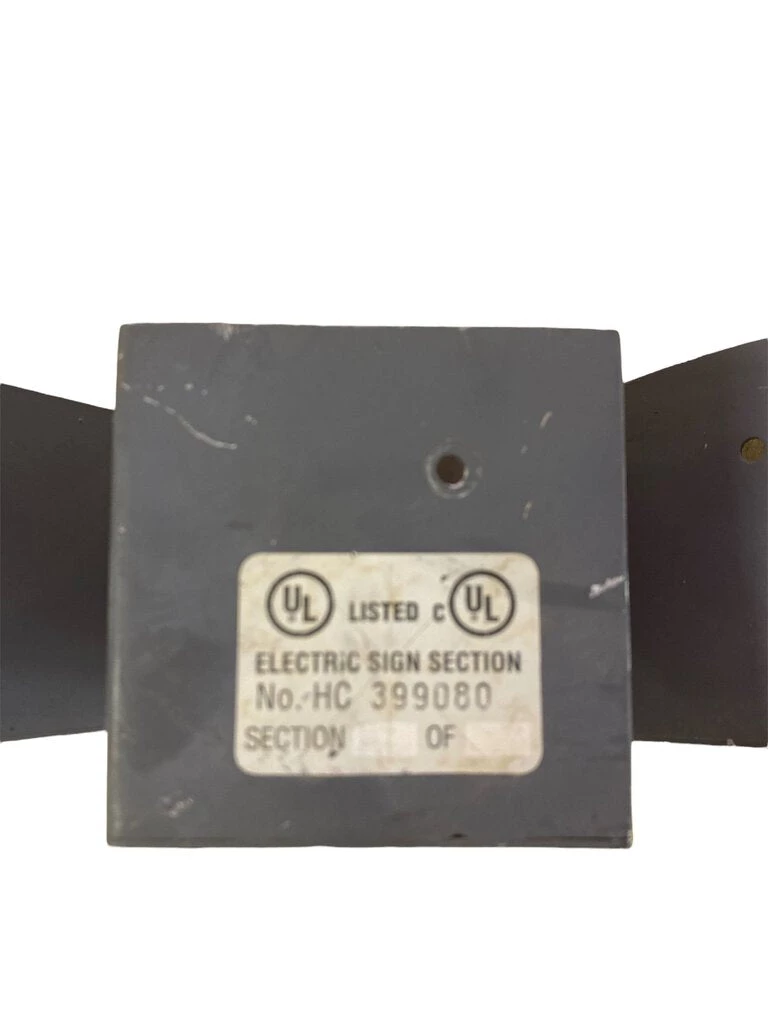 UL LISTED C UL
ELECTRIC SIGN SECTION
No.-HC 399080
SECTION OF